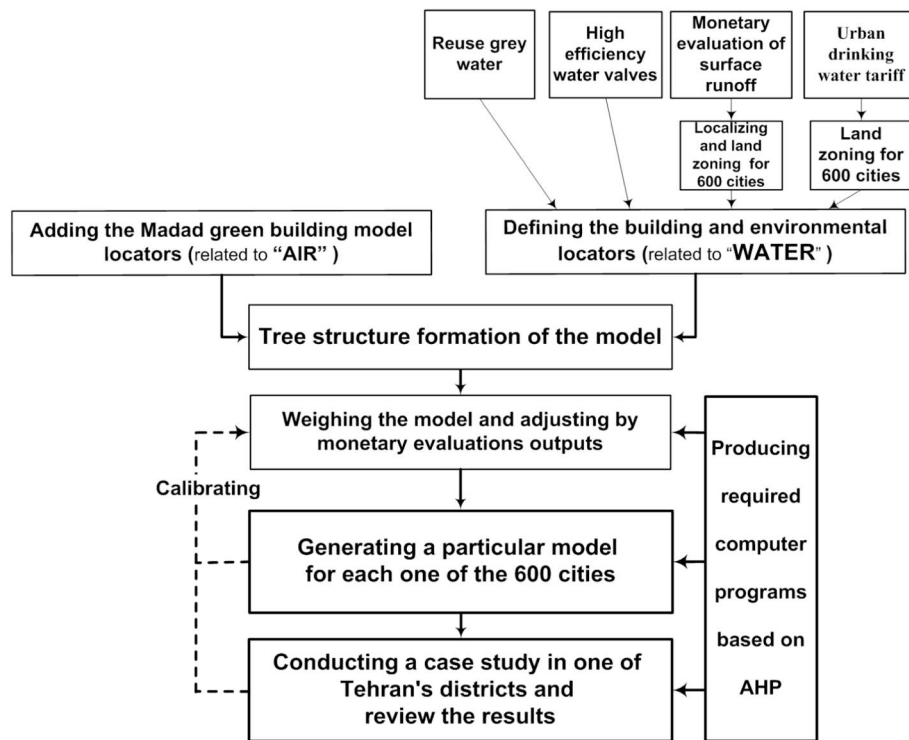 Reuse grey
water
High
efficiency
water valves
Monetary
evaluation of
surface
runoff
Urban
drinking
water tariff
Localizing
and land
zoning for
600 cities
Land
zoning for
600 cities
Adding the Madad green building model
locators (related to “AIR” )
Defining the building and environmental
locators (related to “WATER” )
Tree structure formation of the model
Weighing the model and adjusting by
monetary evaluations outputs
Calibrating
Generating a particular model
for each one of the 600 cities
Conducting a case study in one of
Tehran's districts and
review the results
Producing
required
computer
programs
based on
AHP